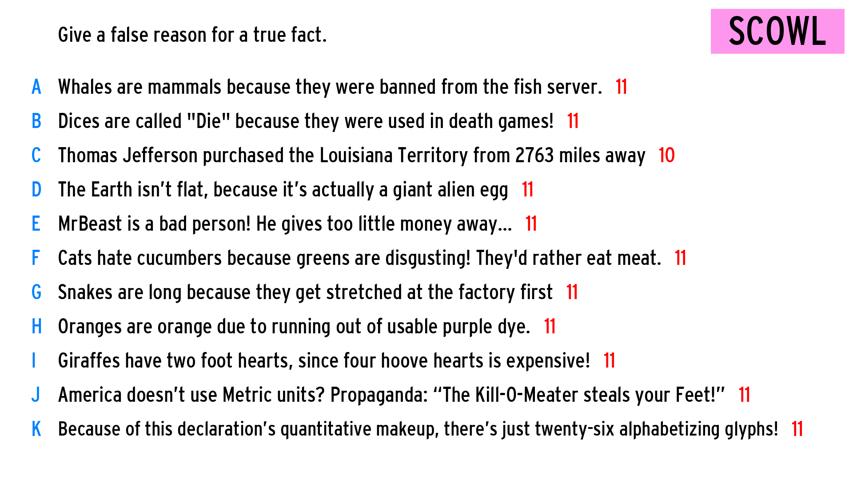 Give a false reason for a true fact.
SCOWL
A Whales are mammals because they were banned from the fish server. 11
B Dices are called "Die" because they were used in death games! 11
C Thomas Jefferson purchased the Louisiana Territory from 2763 miles away 10
D The Earth isn't flat, because it's actually a giant alien egg 11
E MrBeast is a bad person! He gives too little money away... 11
F Cats hate cucumbers because greens are disgusting! They'd rather eat meat. 11
G Snakes are long because they get stretched at the factory first 11
H Oranges are orange due to running out of usable purple dye. 11
I Giraffes have two foot hearts, since four hoove hearts is expensive! 11
J America doesn't use Metric units? Propaganda: “The Kill-O-Meater steals your Feet!” 11
K Because of this declaration's quantitative makeup, there's just twenty-six alphabetizing glyphs! 11